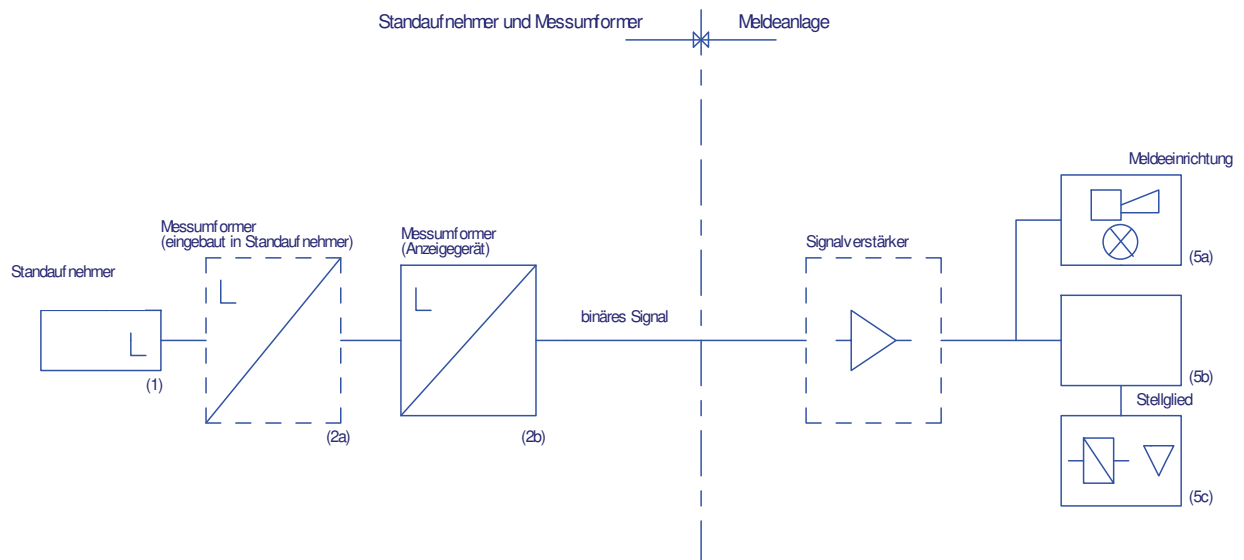 Standaufnehmer und Messumformer
Meldeanlage
Meldeeinrichtung
Messumformer
(eingebaut in Standaufnehmer)
Messumformer
(Anzeigegerät)
Signalverstärker
(5a)
Standaufnehmer
L
L
L
binäres Signal
(1)
(2a)
(2b)
(5b)
Stellglied
(5c)